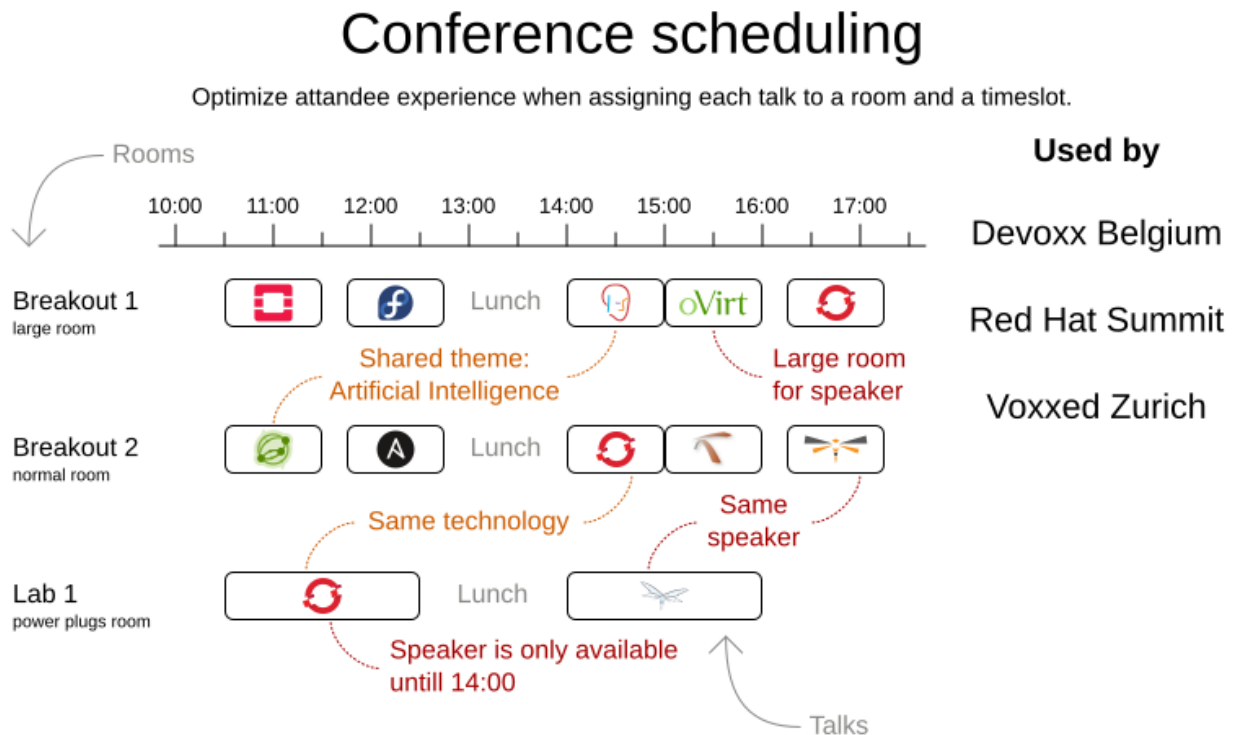 Conference scheduling
Optimize attandee experience when assigning each talk to a room and a timeslot.
Rooms
Used by
10:00 11:00 12:00 13:00 14:00 15:00 16:00 17:00
Devoxx Belgium
Breakout 1
large room
Lunch
oVirt
Red Hat Summit
Shared theme:
Artificial Intelligence
Large room
for speaker
Voxxed Zurich
Breakout 2
normal room
Lunch
Same technology
Same
speaker
Lab 1
power plugs room
Lunch
Speaker is only available
untill 14:00
Talks